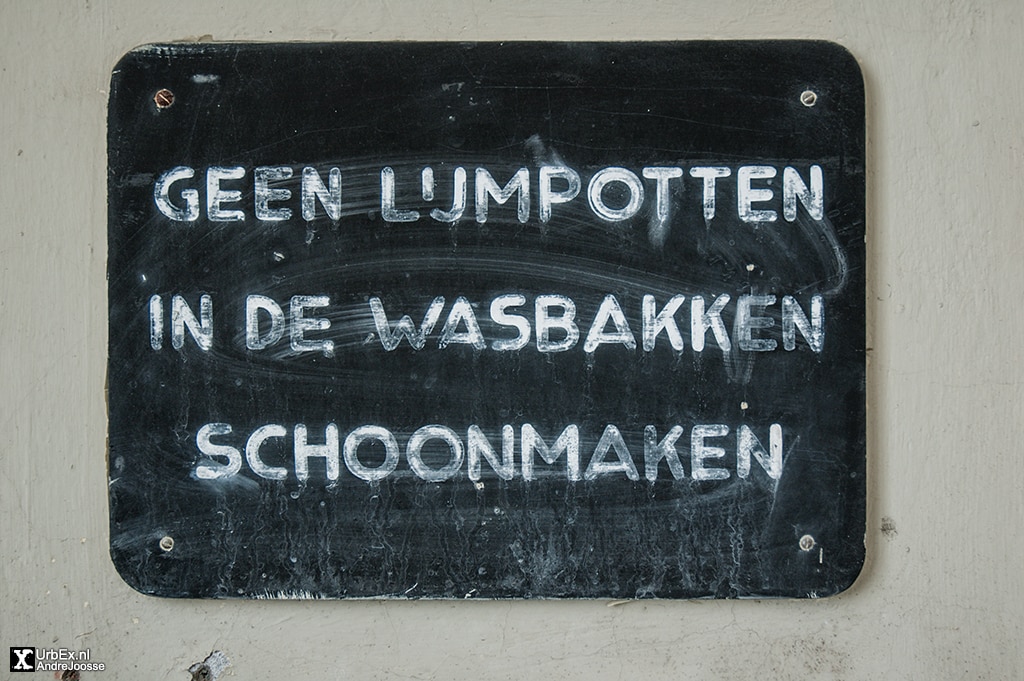 GEEN LIJMPOTTEN
IN DE WASBAKKEN
SCHOONMAKEN
X UrbEx.nl
AndreJoosse